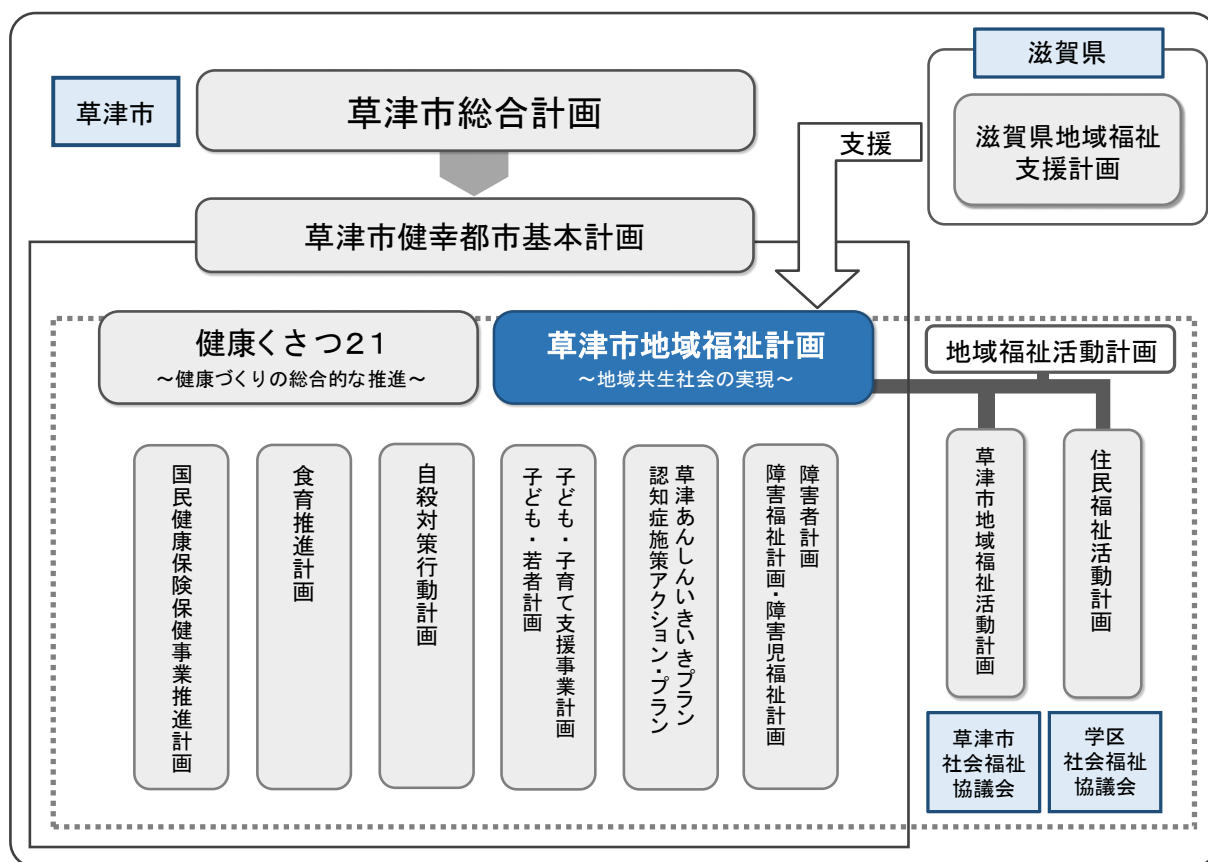 草津市
草津市総合計画
滋賀県
滋賀県地域福祉
支援計画
支援
草津市健幸都市基本計画
健康くさつ２１
～健康づくりの総合的な推進～
草津市地域福祉計画
～地域共生社会の実現～
地域福祉活動計画
国民健康保険保健事業推進計画
食育推進計画
自殺対策行動計画
子ども・子育て支援事業計画
子ども・若者計画
草津あんしんいきいきプラン
認知症施策アクション・プラン
障害者計画
障害福祉計画・障害児福祉計画
草津市地域福祉活動計画
住民福祉活動計画
草津市
社会福祉
協議会
学区
社会福祉
協議会